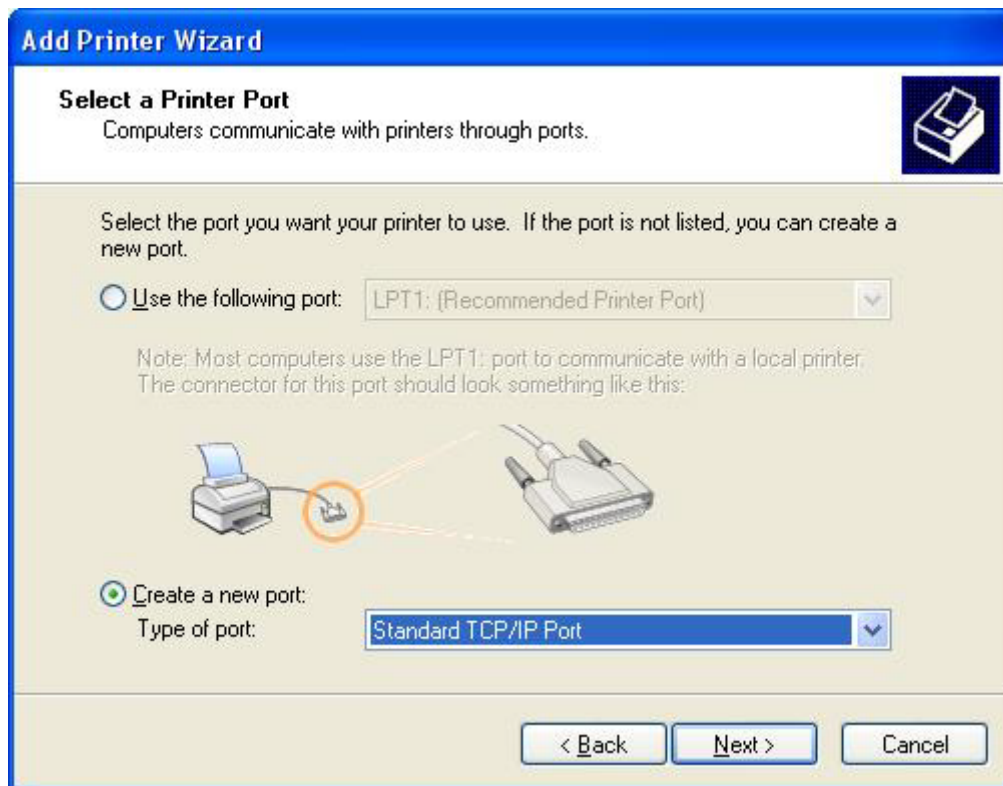 Add Printer Wizard
Select a Printer Port
Computers communicate with printers through ports.
Select the port you want your printer to use.  If the port is not listed, you can create a
new port.
Use the following port: LPT1: (Recommended Printer Port)
Note: Most computers use the LPT1: port to communicate with a local printer.
The connector for this port should look something like this:
Create a new port:
Type of port: Standard TCP/IP Port
< Back Next > Cancel